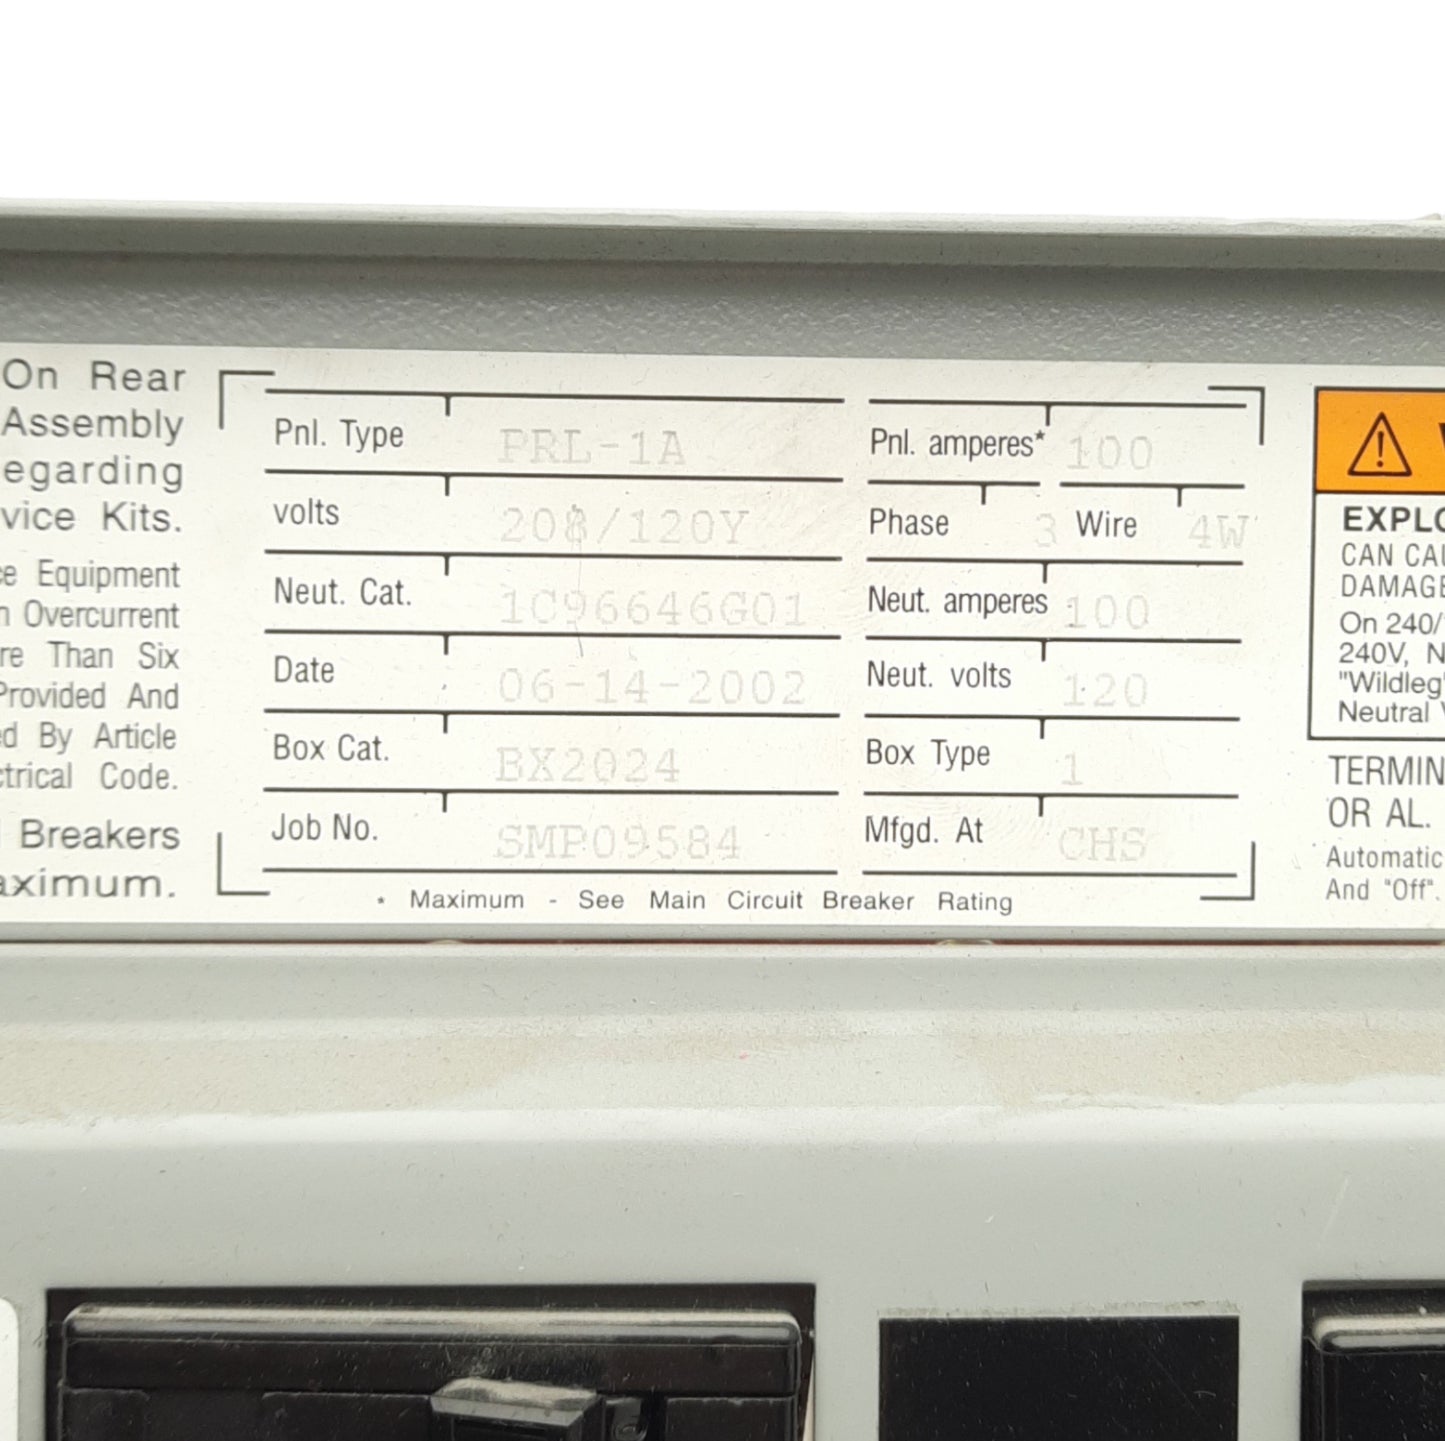 On Rear
Assembly
egarding
vice Kits.
Equipment
Overcurrent
re Than Six
Provided And
ed By Article
ctrical Code.
Breakers
aximum.
Pnl. Type PRL-1A
volts 208/120Y
Neut. Cat. 1C96646G01
Date 06-14-2002
Box Cat. BX2024
Job No. SMP09584
Pnl. amperes* 100
Phase 3 Wire 4W
Neut. amperes 100
Neut. volts 120
Box Type 1
Mfgd. At CHS
* Maximum - See Main Circuit Breaker Rating
EXPLO
CAN CAU
DAMAGE
On 240/
240V, N
"Wildleg"
Neutral
TERMIN
OR AL.
Automatic
And "Off".